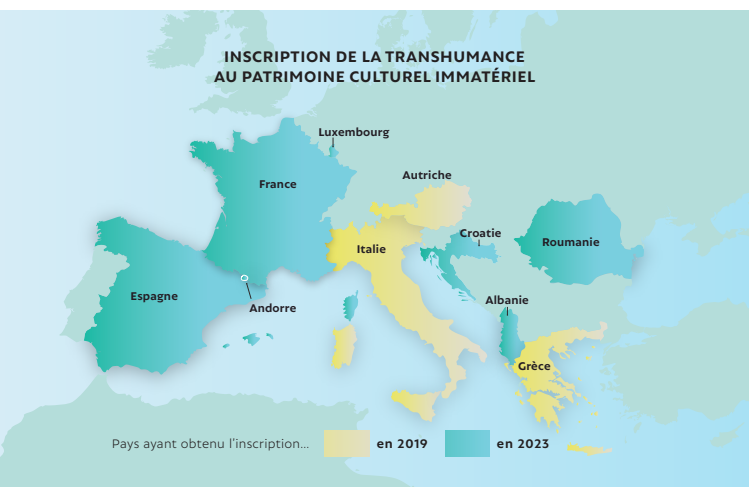 INSCRIPTION DE LA TRANSHUMANCE
AU PATRIMOINE CULTUREL IMMATÉRIEL
Luxembourg
Autriche
France
Croatie
Roumanie
Italie
Espagne
Andorre
Albanie
Grèce
Pays ayant obtenu l'inscription... en 2019 en 2023